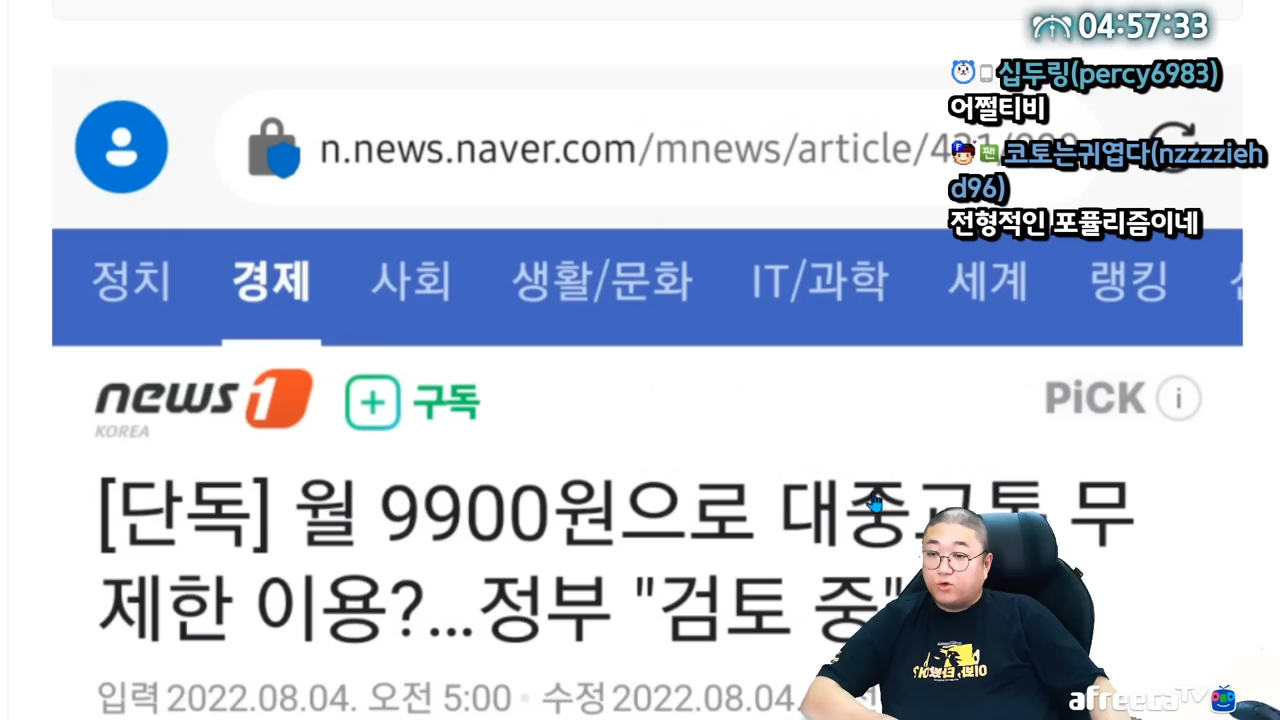 04:57:33
십두링(percy6983)
어쩔티비
n.news.naver.com/mnews/article/421/
팬 코토는귀엽다(nzzzzieh
d96)
전형적인 포퓰리즘이네
정치 경제 사회 생활/문화 IT/과학 세계 랭킹
news1
KOREA
구독
PiCK i
[단독] 월 9900원으로 대중교통 무
제한 이용?...정부 "검토 중"
입력 2022.08.04. 오전 5:00 수정 2022.08.04.
afreecaTV